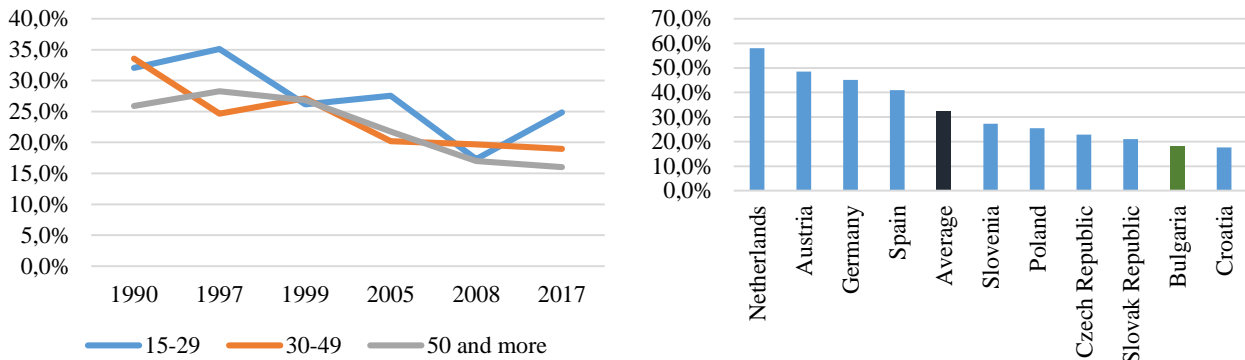 40,0%
35,0%
30,0%
25,0%
20,0%
15,0%
10,0%
5,0%
0,0%
1990 1997 1999 2005 2008 2017
15-29 30-49 50 and more
70,0%
60,0%
50,0%
40,0%
30,0%
20,0%
10,0%
0,0%
Netherlands
Austria
Germany
Spain
Average
Slovenia
Poland
Czech Republic
Slovak Republic
Bulgaria
Croatia